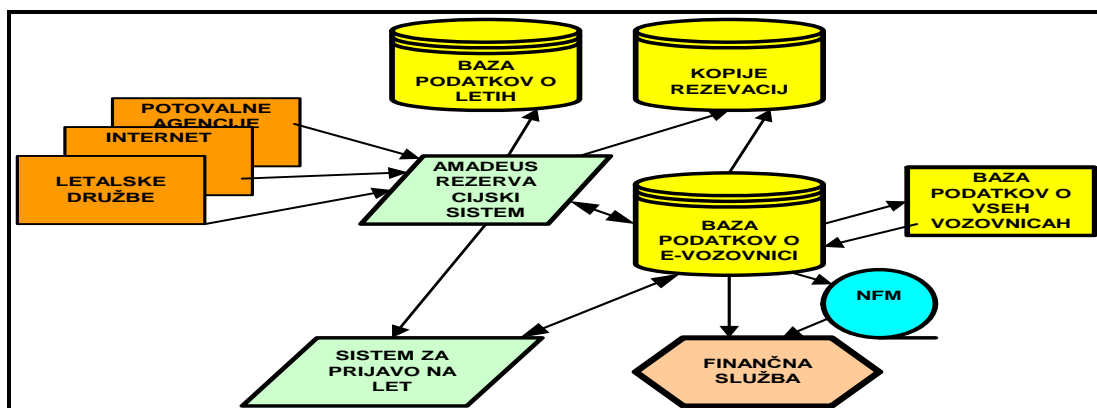 BAZA
PODATKOV O
LETIH
KOPIJE
REZEVACIJ
POTOVALNE
AGENCIJE
INTERNET
LETALSKE
DRUŽBE
AMADEUS
REZERVA
CIJSKI
SISTEM
BAZA
PODATKOV O
E-VOZOVNICI
BAZA
PODATKOV O
VSEH
VOZOVNICAH
NFM
SISTEM ZA
PRIJAVO NA
LET
FINANČNA
SLUŽBA